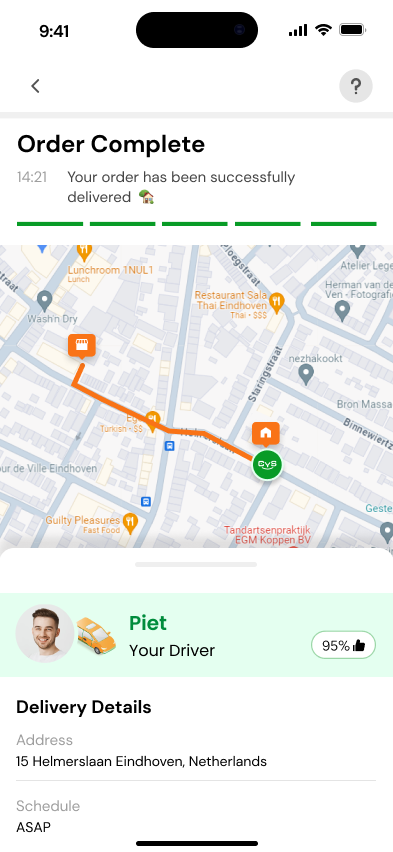 9:41
?
Order Complete
14:21
Your order has been successfully
delivered
Lunchroom 1NUL1
Lunch
Wash'n Dry
Restaurant Sala
Thai Eindhoven
Thai • $$$
Atelier Lege
Herman van de
Ven - Fotografi
nezhakookt
Staringstraat
Bron Massa
Binnewiertz
Turkish • $$
our de Ville Eindhoven
Guilty Pleasures
Fast Food
Tandartsenpraktijk
EGM Koppen BV
Geste
Piet
Your Driver
95%
Delivery Details
Address
15 Helmerslaan Eindhoven, Netherlands
Schedule
ASAP